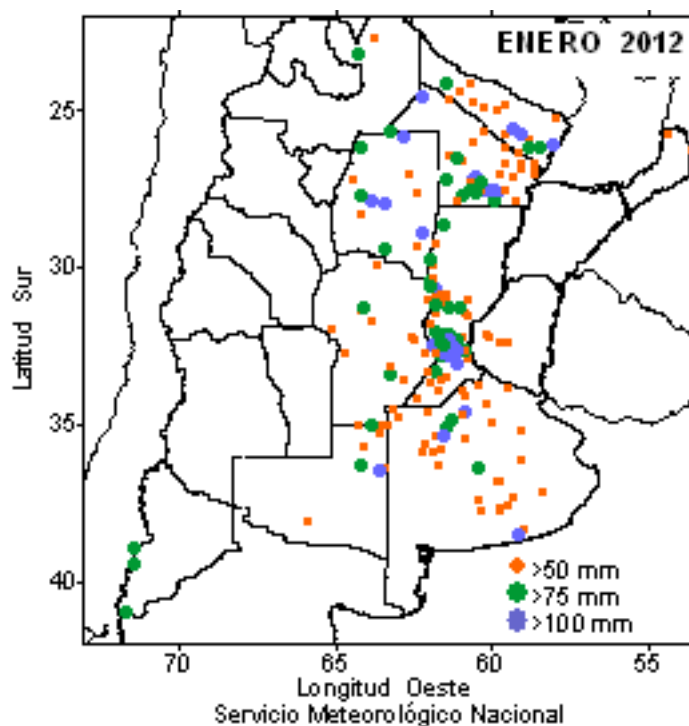 ENERO 2012
25
30
35
40
Latitud Sur
>50 mm
>75 mm
>100 mm
70 65 60 55
Longitud Oeste
Servicio Meteorológico Nacional